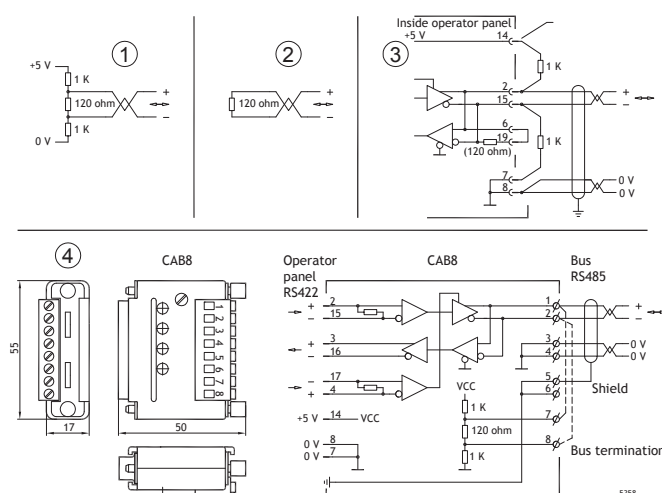 1
+5 V
1 K
120 ohm
+
−
1 K
0 V
2
120 ohm
+
−
Inside operator panel
+5 V
14
3
1 K
2
+
15
−
6
19
(120 ohm)
1 K
7
0 V
8
0 V
4
CAB8
55
17
50
1
2
3
4
5
6
7
8
Operator
panel
RS422
CAB8
Bus
RS485
+ 2
− 15
+ 3
− 16
− 17
+ 4
+5 V 14 VCC
0 V 8
0 V 7
VCC
1 K
120 ohm
1 K
1
+
2
−
3
0 V
4
0 V
5
Shield
6
7
8
Bus termination
5258